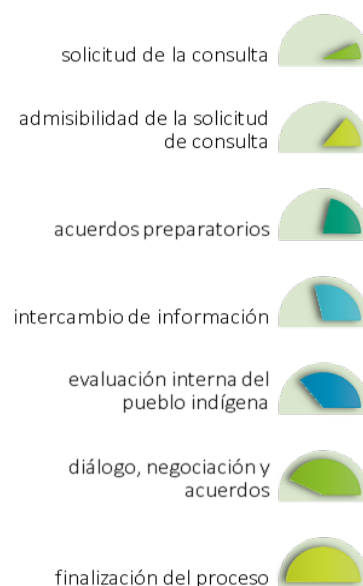 solicitud de la consulta
admisibilidad de la solicitud
de consulta
acuerdos preparatorios
intercambio de información
evaluación interna del
pueblo indígena
diálogo, negociación y
acuerdos
finalización del proceso